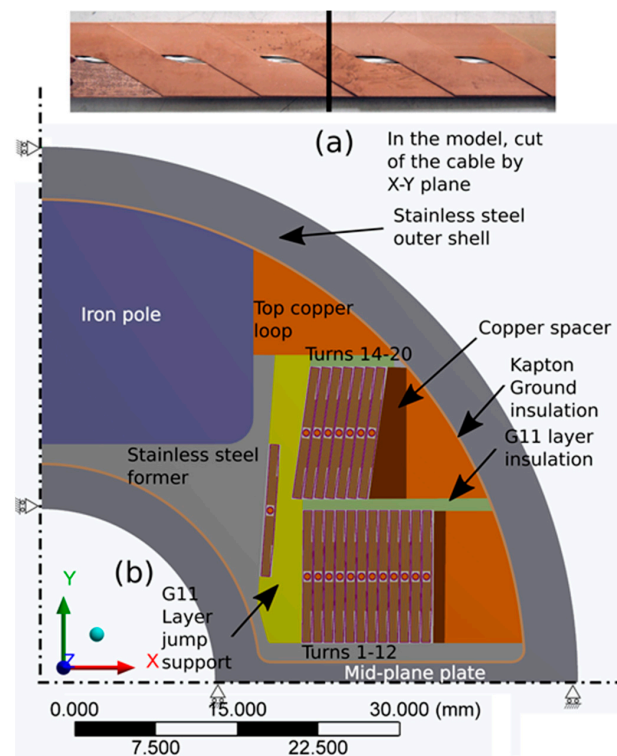 (a)
In the model, cut
of the cable by
X-Y plane
Stainless steel
outer shell
Iron pole
Top copper
loop
Turns 14-20
Copper spacer
Kapton
Ground
insulation
G11 layer
insulation
Stainless steel
former
(b)
G11
Layer
jump
support
Y
Z
X
Turns 1-12
Mid-plane plate
0.000
15.000
30.000 (mm)
7.500
22.500